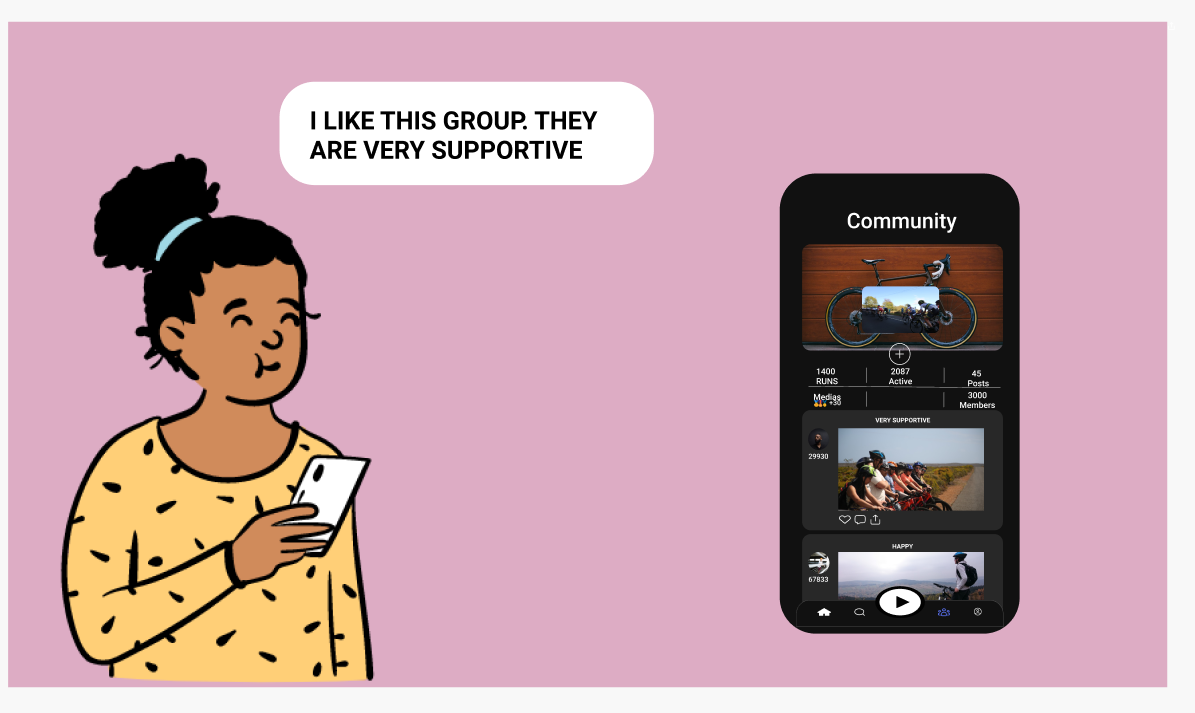 I LIKE THIS GROUP. THEY
ARE VERY SUPPORTIVE
Community
1400
RUNS
2087
Active
45
Posts
Medias
+30
3000
Members
VERY SUPPORTIVE
29930
HAPPY
67833